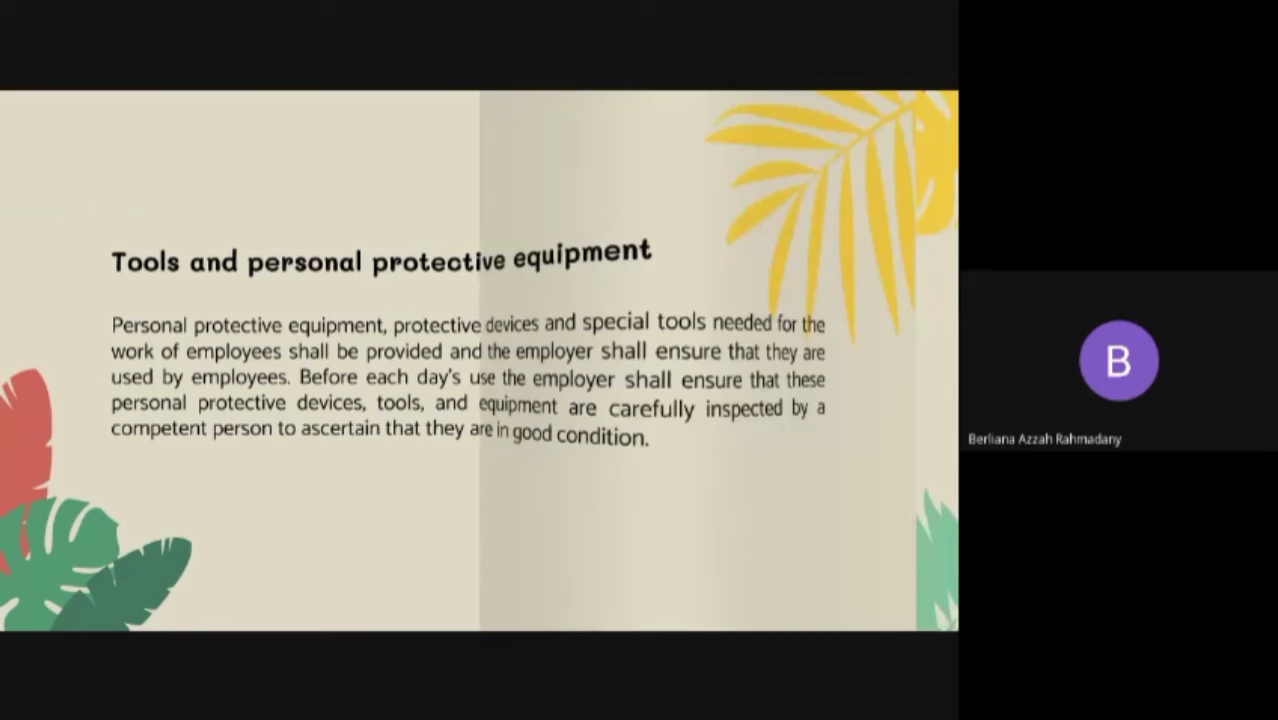 Tools and personal protective equipment
Personal protective equipment, protective devices and special tools needed for the
work of employees shall be provided and the employer shall ensure that they are
used by employees. Before each day's use the employer shall ensure that these
personal protective devices, tools, and equipment are carefully inspected by a
competent person to ascertain that they are in good condition.
B
Berliana Azzah Rahmadany